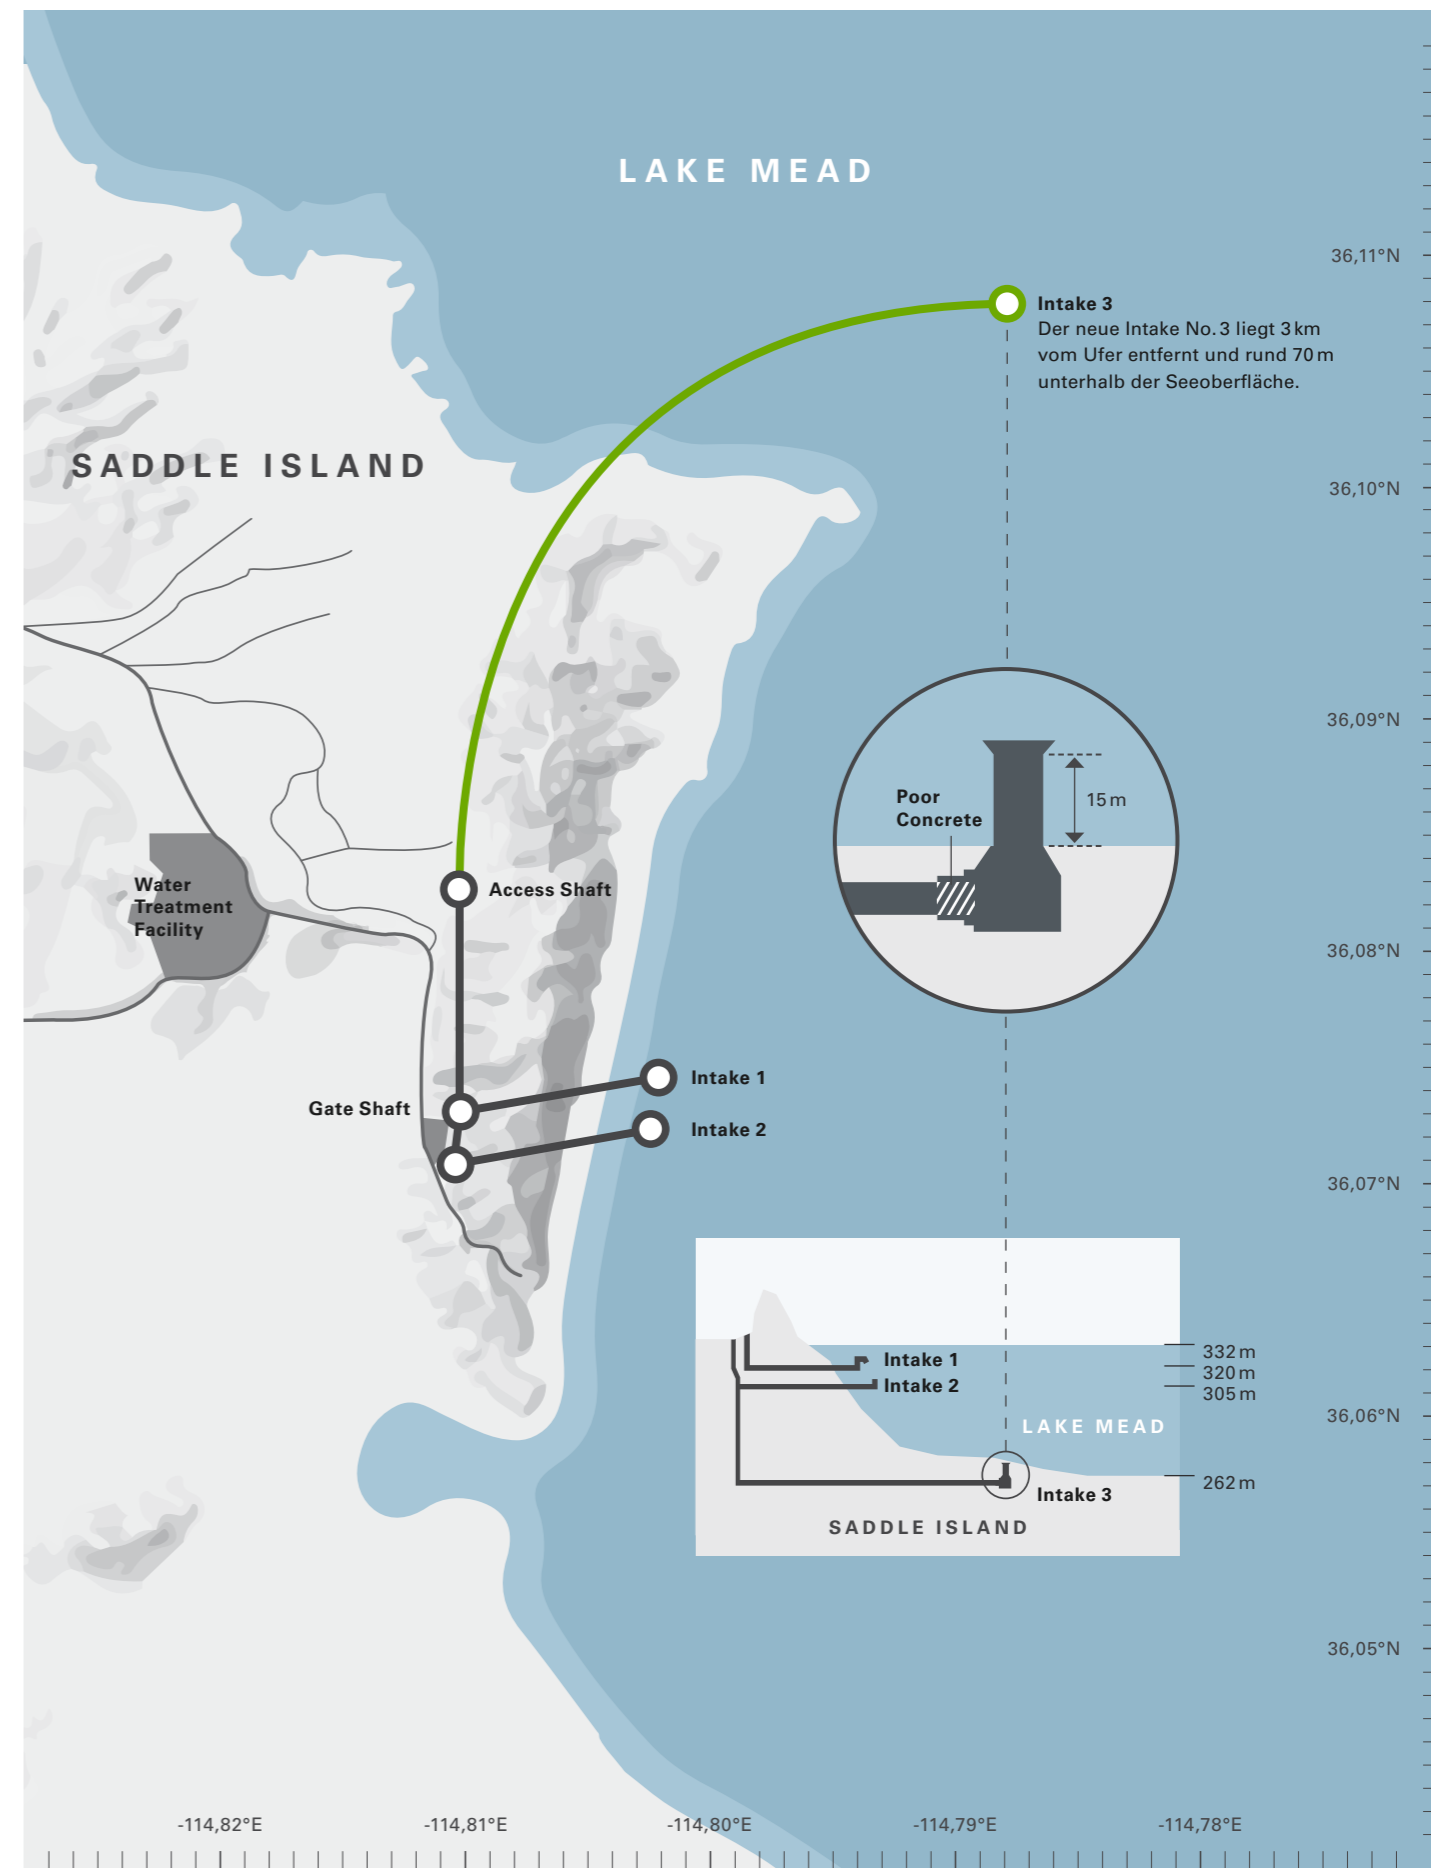 LAKE MEAD
36,11°N
Intake 3
Der neue Intake No. 3 liegt 3 km
vom Ufer entfernt und rund 70 m
unterhalb der Seeoberfläche.
SADDLE ISLAND
36,10°N
36,09°N
Poor
Concrete
15 m
Water
Treatment
Facility
Access Shaft
36,08°N
Intake 1
Gate Shaft
Intake 2
36,07°N
332 m
Intake 1
320 m
Intake 2
305 m
36,06°N
LAKE MEAD
262 m
Intake 3
SADDLE ISLAND
36,05°N
-114,82°E
-114,81°E
-114,80°E
-114,79°E
-114,78°E